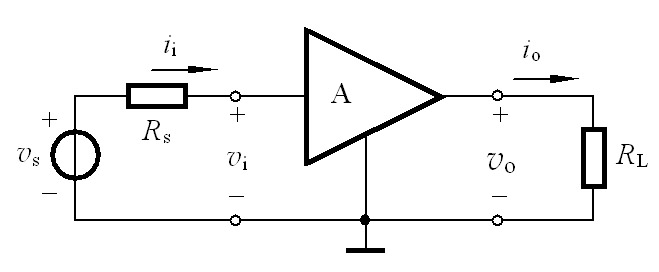 i_i
i_o
A
+ R_s + +
v_s v_i v_o R_L
− − −